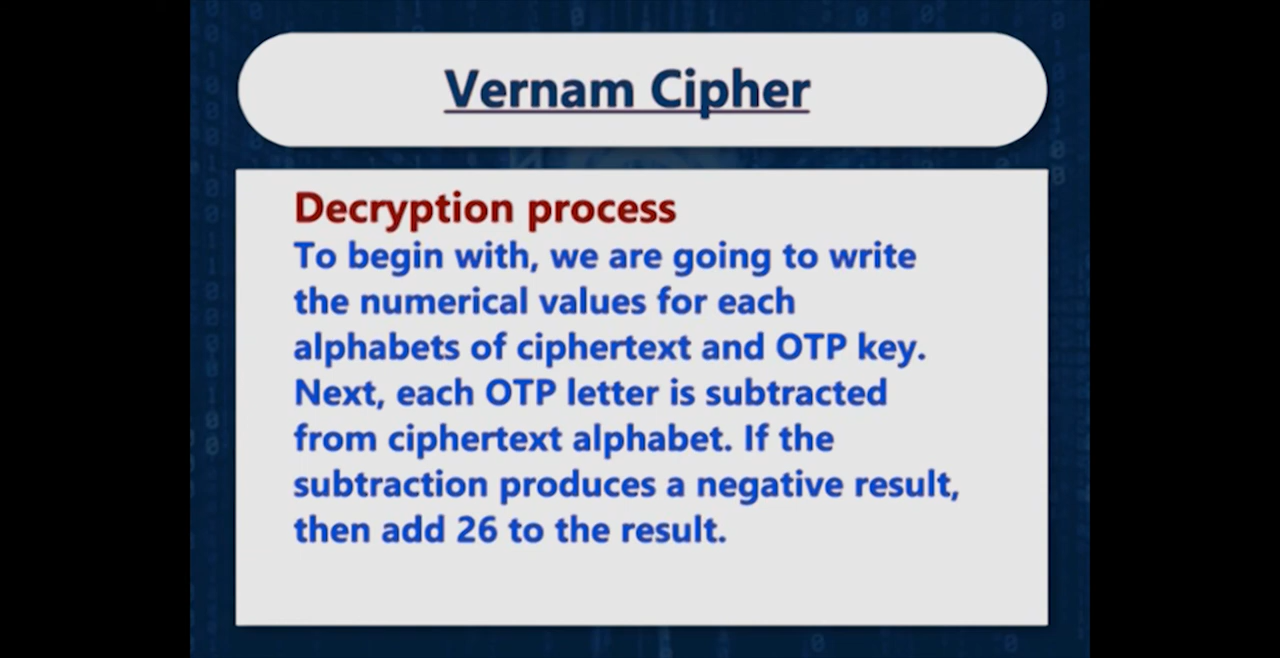 Vernam Cipher
Decryption process
To begin with, we are going to write
the numerical values for each
alphabets of ciphertext and OTP key.
Next, each OTP letter is subtracted
from ciphertext alphabet. If the
subtraction produces a negative result,
then add 26 to the result.